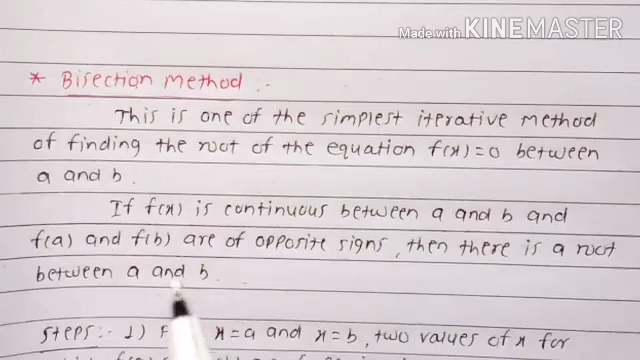 Made with KINEMASTER
* Bisection method :-
This is one of the simplest iterative method
of finding the root of the equation f(x)=0 between
a and b.
If f(x) is continuous between a and b and
f(a) and f(b) are of opposite signs, then there is a root
between a and b.
Steps:- 1) x=a and x=b, two values of x for